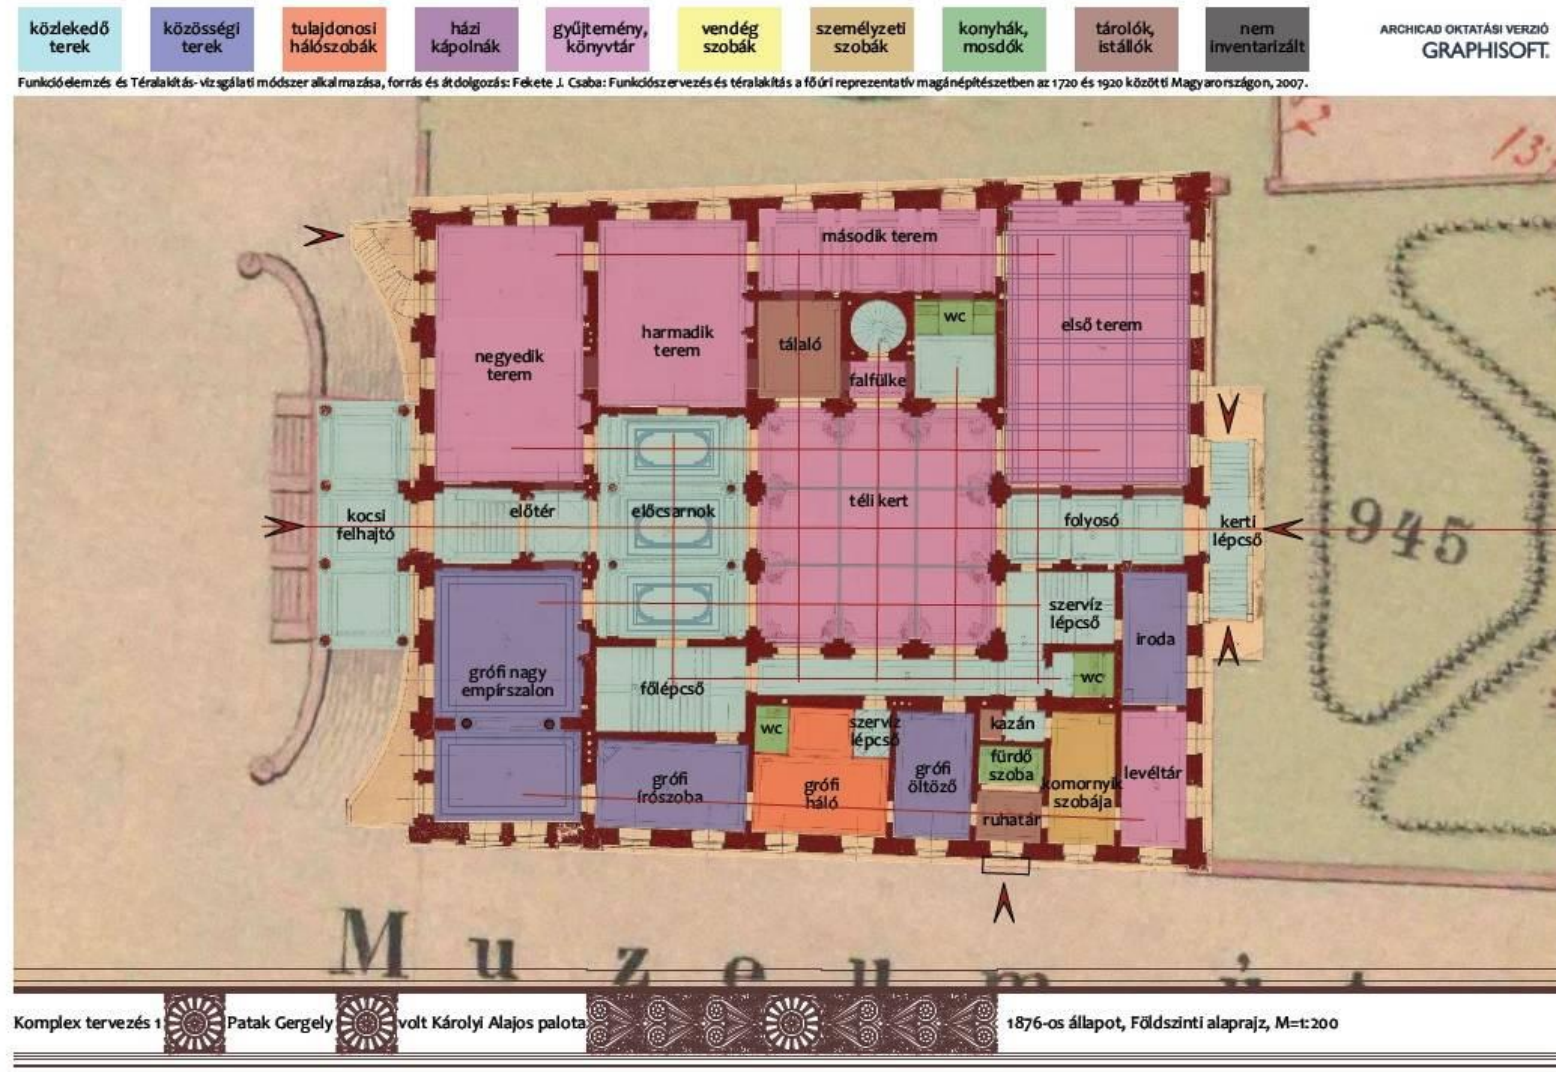 közlekedő
terek
közösségi
terek
tulajdonosi
hálószobák
házi
kápolnák
gyűjtemény,
könyvtár
vendég
szobák
személyzeti
szobák
konyhák,
mosdók
tárolók,
istállók
nem
inventarizált
ARCHICAD OKTATÁSI VERZIÓ
GRAPHISOFT.
Funkcióelemzés és Téralakítás- vizsgálati módszer alkalmazása, forrás és átdolgozás: Fekete J. Csaba: Funkciószervezés és téralakítás a főúri reprezentatív magánépítészetben az 1720 és 1920 közötti Magyarországon, 2007.
második terem
első terem
harmadik
terem
negyedik
terem
tálaló
wc
falfülke
téli kert
előtér
előcsarnok
kocsi
felhajtó
folyosó
kerti
lépcső
945
szervíz
lépcső
iroda
grófi nagy
empírszalon
főlépcső
wc
wc
szervíz
lépcső
kazán
fürdő
szoba
grófi
írószoba
grófi
háló
grófi
öltöző
komornyik
szobája
levéltár
ruhatár
Muzeum út
Komplex tervezés 1
Patak Gergely
volt Károlyi Alajos palota
1876-os állapot, Földszinti alaprajz, M=1:200